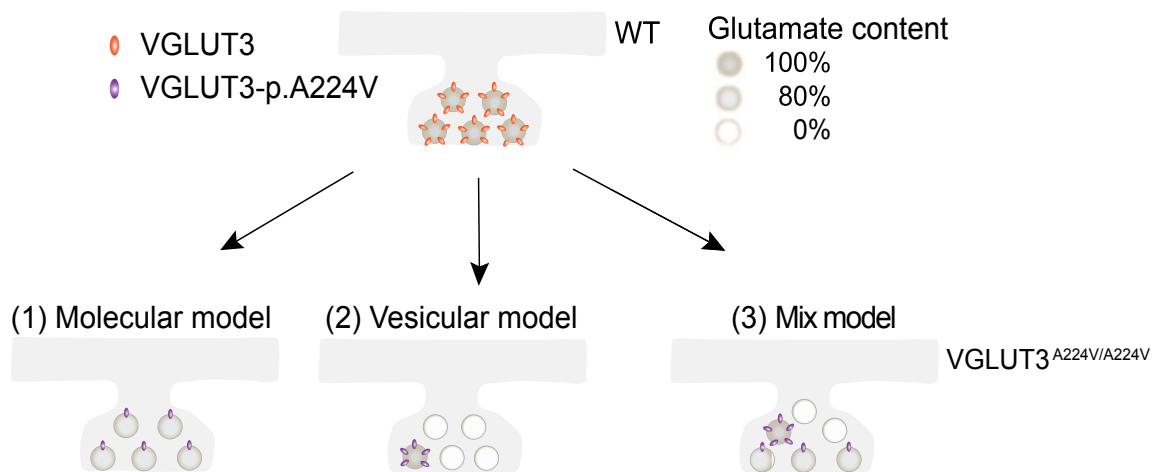 VGLUT3
VGLUT3-p.A224V
WT
Glutamate content
100%
80%
0%
(1) Molecular model
(2) Vesicular model
(3) Mix model
VGLUT3 A224V/A224V